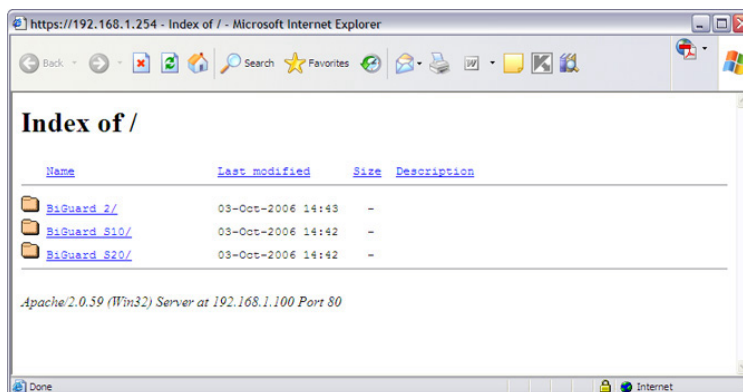 https://192.168.1.254 - Index of / - Microsoft Internet Explorer
Back Search Favorites
Index of /
Name Last modified Size Description
BiGuard 2/ 03-Oct-2006 14:43 -
BiGuard S10/ 03-Oct-2006 14:42 -
BiGuard S20/ 03-Oct-2006 14:42 -
Apache/2.0.59 (Win32) Server at 192.168.1.100 Port 80
Done Internet